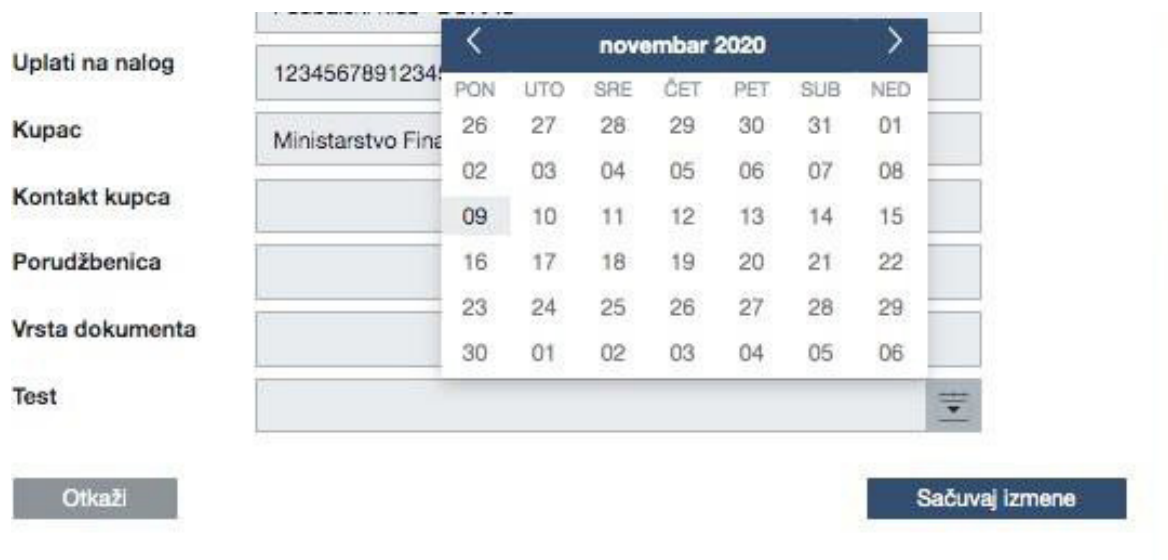 novembar 2020
Uplati na nalog
1234567891234
PON UTO SRE ČET PET SUB NED
Kupac
Ministarstvo Fina
26 27 28 29 30 31 01
02 03 04 05 06 07 08
Kontakt kupca
09 10 11 12 13 14 15
Porudžbenica
16 17 18 19 20 21 22
23 24 25 26 27 28 29
Vrsta dokumenta
30 01 02 03 04 05 06
Test
Otkaži
Sačuvaj izmene